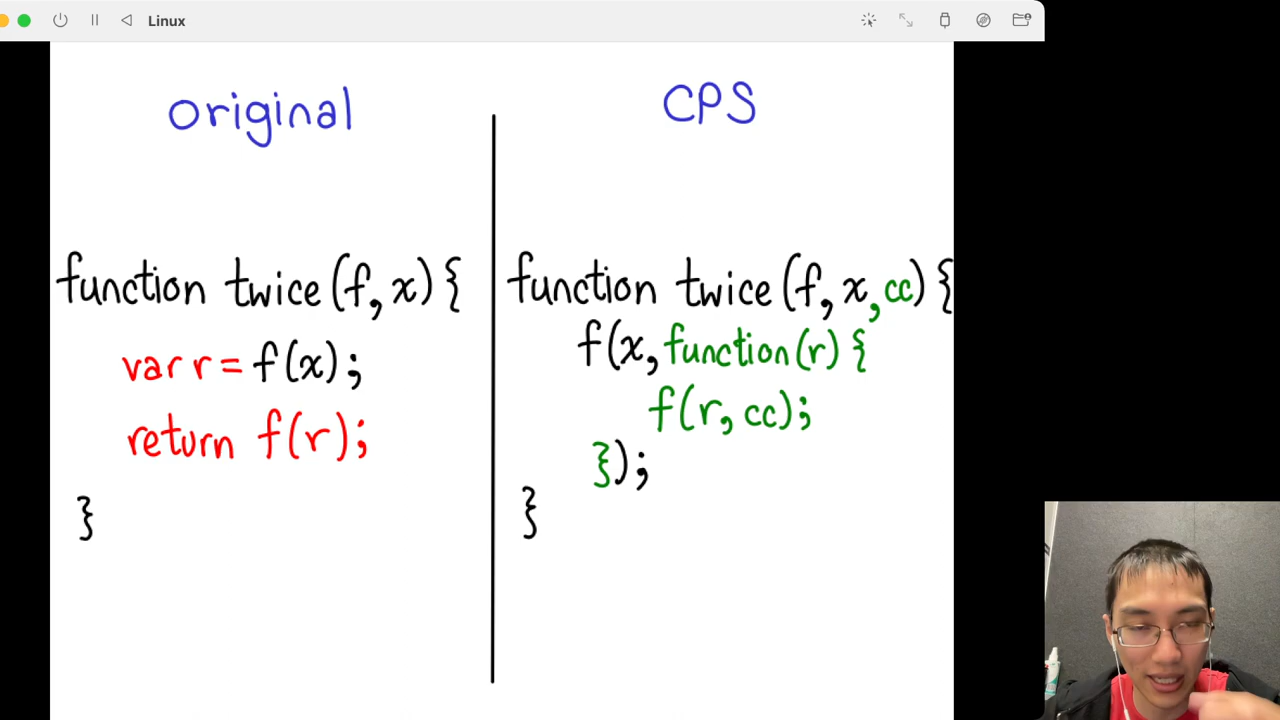 Linux
original
function twice(f, x) {
var r = f(x);
return f(r);
}
CPS
function twice(f, x, cc) {
f(x, function(r) {
f(r, cc);
});
}